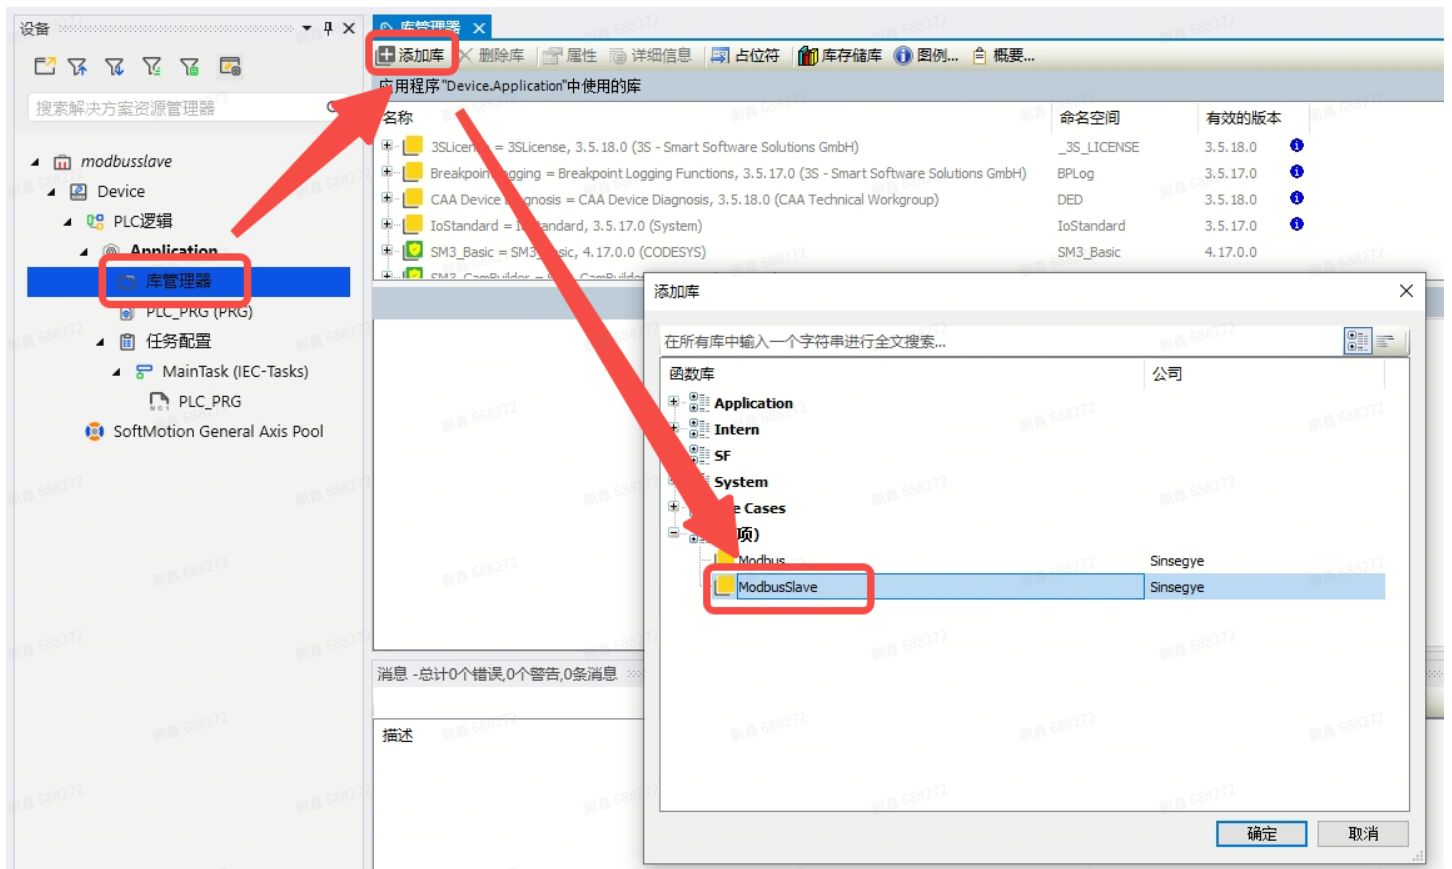 设备
搜索解决方案资源管理器
modbusslave
Device
PLC逻辑
Application
库管理器
PLC_PRG (PRG)
任务配置
MainTask (IEC-Tasks)
PLC_PRG
SoftMotion General Axis Pool
库管理器
添加库 删除库 属性 详细信息 占位符 库存储库 图例... 概要...
应用程序"Device.Application"中使用的库
名称 命名空间 有效的版本
3SLicense = 3SLicense, 3.5.18.0 (3S - Smart Software Solutions GmbH) _3S_LICENSE 3.5.18.0
Breakpoint Logging = Breakpoint Logging Functions, 3.5.17.0 (3S - Smart Software Solutions GmbH) BPLog 3.5.17.0
CAA Device Diagnosis = CAA Device Diagnosis, 3.5.18.0 (CAA Technical Workgroup) DED 3.5.18.0
IoStandard = IoStandard, 3.5.17.0 (System) IoStandard 3.5.17.0
SM3_Basic = SM3_Basic, 4.17.0.0 (CODESYS) SM3_Basic 4.17.0.0
添加库
在所有库中输入一个字符串进行全文搜索...
函数库 公司
Application
Intern
SF
System
e Cases
项)
Modbus Sinsegye
ModbusSlave Sinsegye
确定 取消
消息 -总计0个错误,0个警告,0条消息
描述